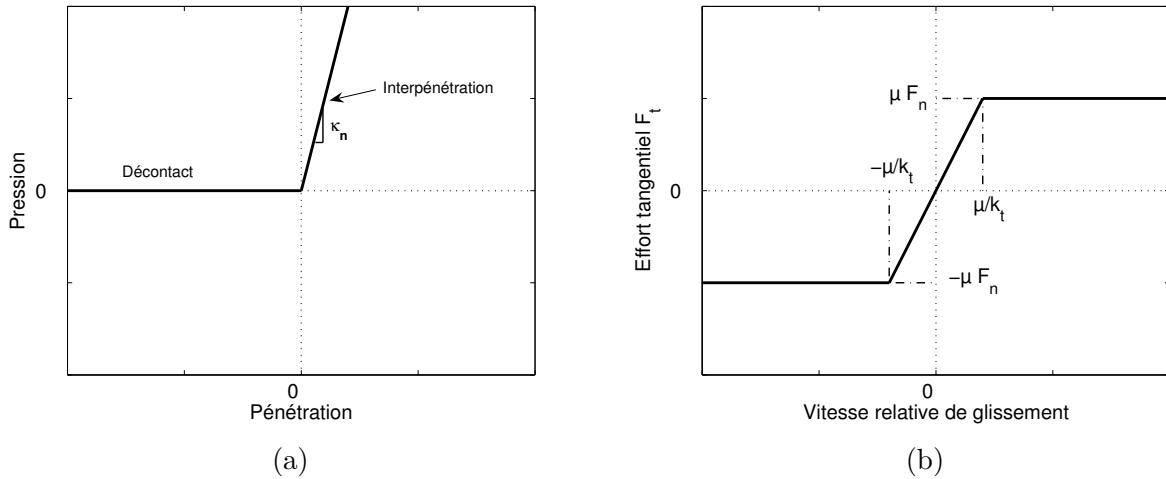 Pression
0
Décontact
Interpénétration
κn
0
Pénétration
(a)
Effort tangentiel Ft
0
μ Fn
−μ/kt
μ/kt
−μ Fn
0
Vitesse relative de glissement
(b)